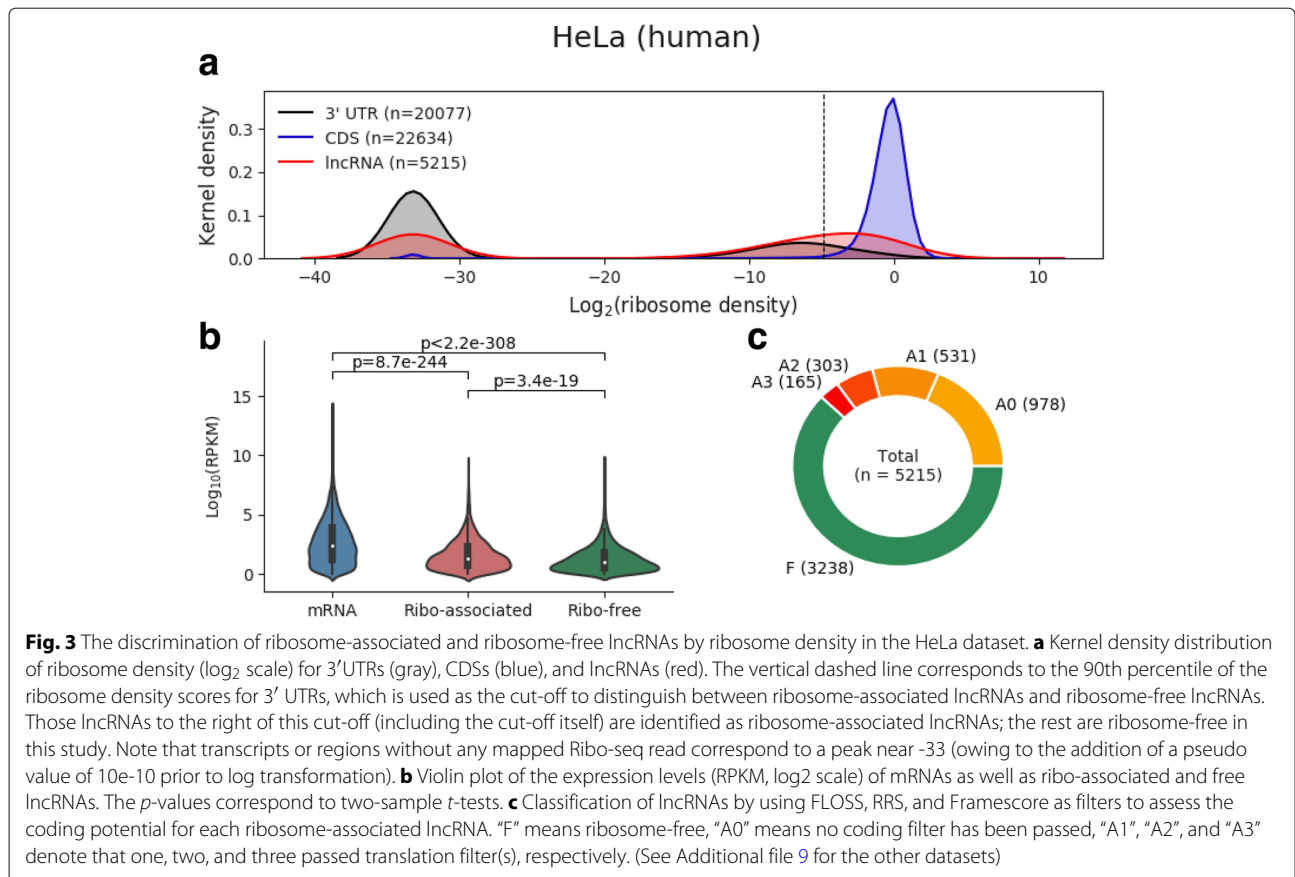 HeLa (human)
a
Kernel density
0.3
0.2
0.1
0.0
3' UTR (n=20077)
CDS (n=22634)
lncRNA (n=5215)
−40
−30
−20
−10
0
10
Log₂(ribosome density)
b
Log₁₀(RPKM)
15
10
5
0
p<2.2e-308
p=8.7e-244
p=3.4e-19
mRNA
Ribo-associated
Ribo-free
c
A3 (165)
A2 (303)
A1 (531)
A0 (978)
Total
(n = 5215)
F (3238)
Fig. 3 The discrimination of ribosome-associated and ribosome-free lncRNAs by ribosome density in the HeLa dataset. a Kernel density distribution
of ribosome density (log₂ scale) for 3′UTRs (gray), CDSs (blue), and lncRNAs (red). The vertical dashed line corresponds to the 90th percentile of the
ribosome density scores for 3′ UTRs, which is used as the cut-off to distinguish between ribosome-associated lncRNAs and ribosome-free lncRNAs.
Those lncRNAs to the right of this cut-off (including the cut-off itself) are identified as ribosome-associated lncRNAs; the rest are ribosome-free in
this study. Note that transcripts or regions without any mapped Ribo-seq read correspond to a peak near -33 (owing to the addition of a pseudo
value of 10e-10 prior to log transformation). b Violin plot of the expression levels (RPKM, log2 scale) of mRNAs as well as ribo-associated and free
lncRNAs. The p-values correspond to two-sample t-tests. c Classification of lncRNAs by using FLOSS, RRS, and Framescore as filters to assess the
coding potential for each ribosome-associated lncRNA. “F” means ribosome-free, “A0” means no coding filter has been passed, “A1”, “A2”, and “A3”
denote that one, two, and three passed translation filter(s), respectively. (See Additional file 9 for the other datasets)